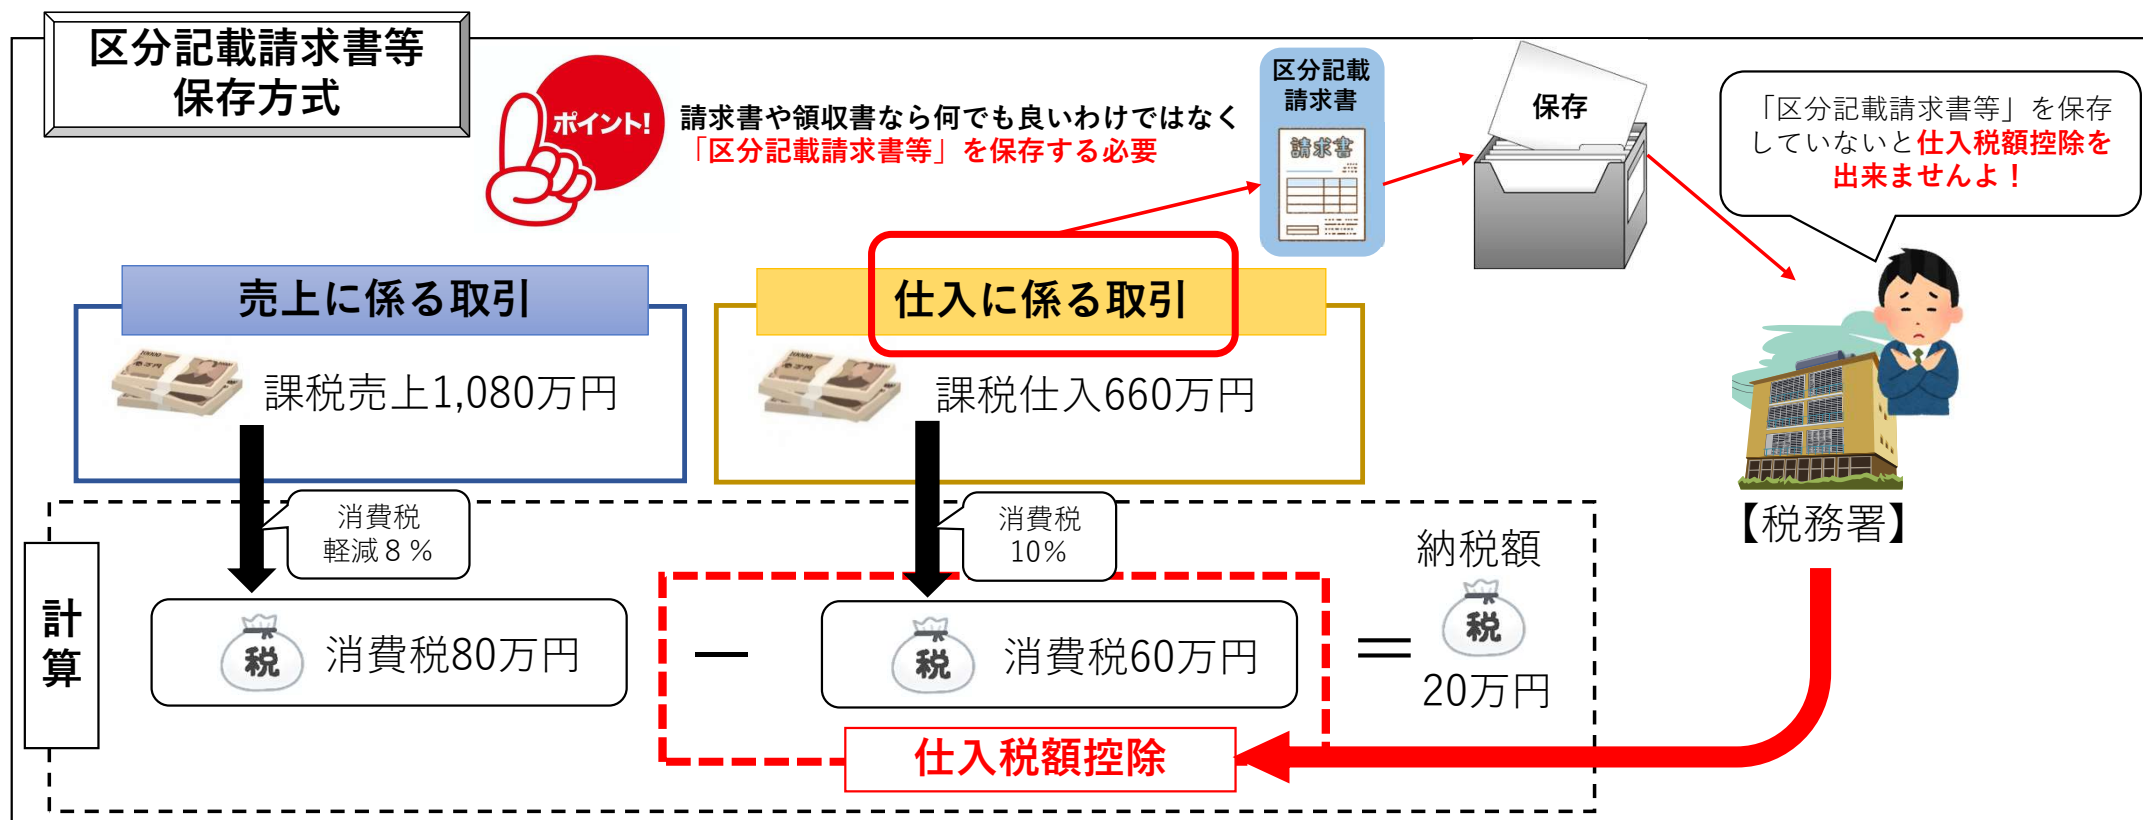 区分記載請求書等
保存方式
ポイント!
請求書や領収書なら何でも良いわけではなく
「区分記載請求書等」を保存する必要
区分記載
請求書
請求書
保存
「区分記載請求書等」を保存
していないと仕入税額控除を
出来ませんよ！
売上に係る取引
課税売上1,080万円
仕入に係る取引
課税仕入660万円
【税務署】
消費税
軽減８％
消費税
10%
計算
税
消費税80万円
－
税
消費税60万円
＝
納税額
税
20万円
仕入税額控除